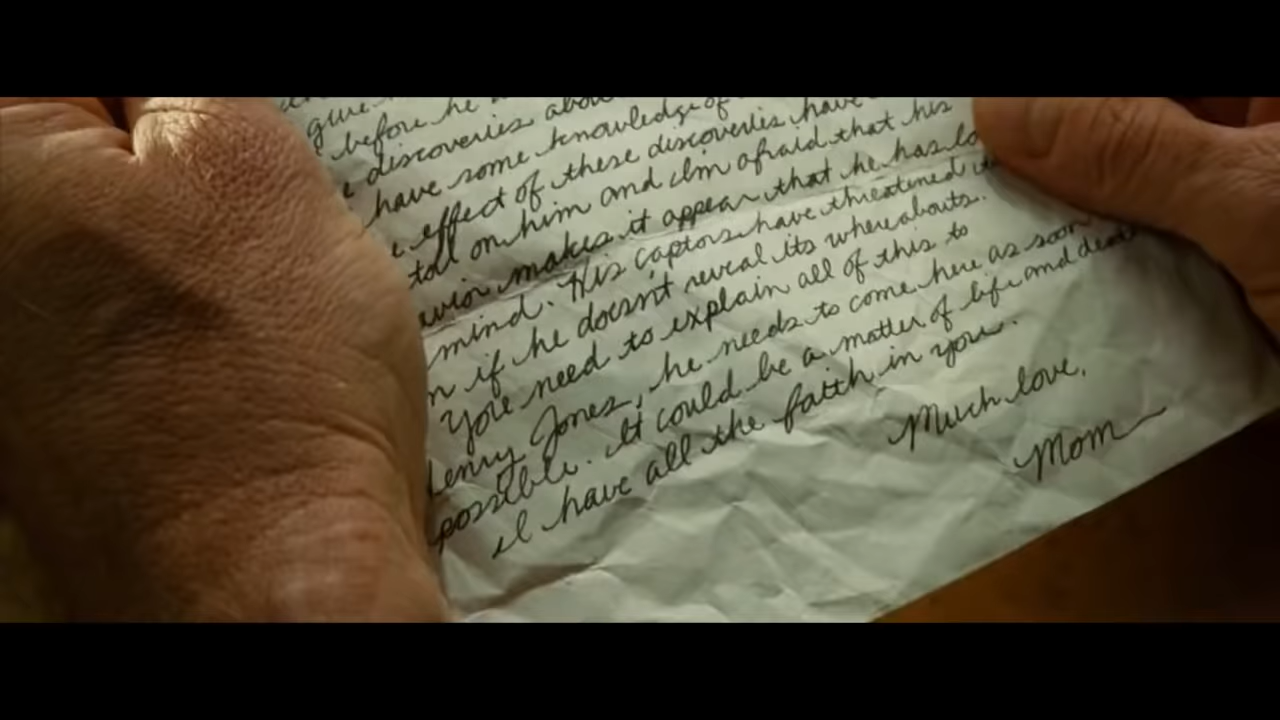 give
before he
discoveries about
have some knowledge of
effect of these discoveries have
toll on him and I'm afraid that his
makes it appear that he has lo
mind. His captors have threatened
if he doesn't reveal its whereabouts.
You need to explain all of this to
Henry Jones, he needs to come here as soon
possible. It could be a matter of life and death
I have all the faith in you.
Much love,
Mom